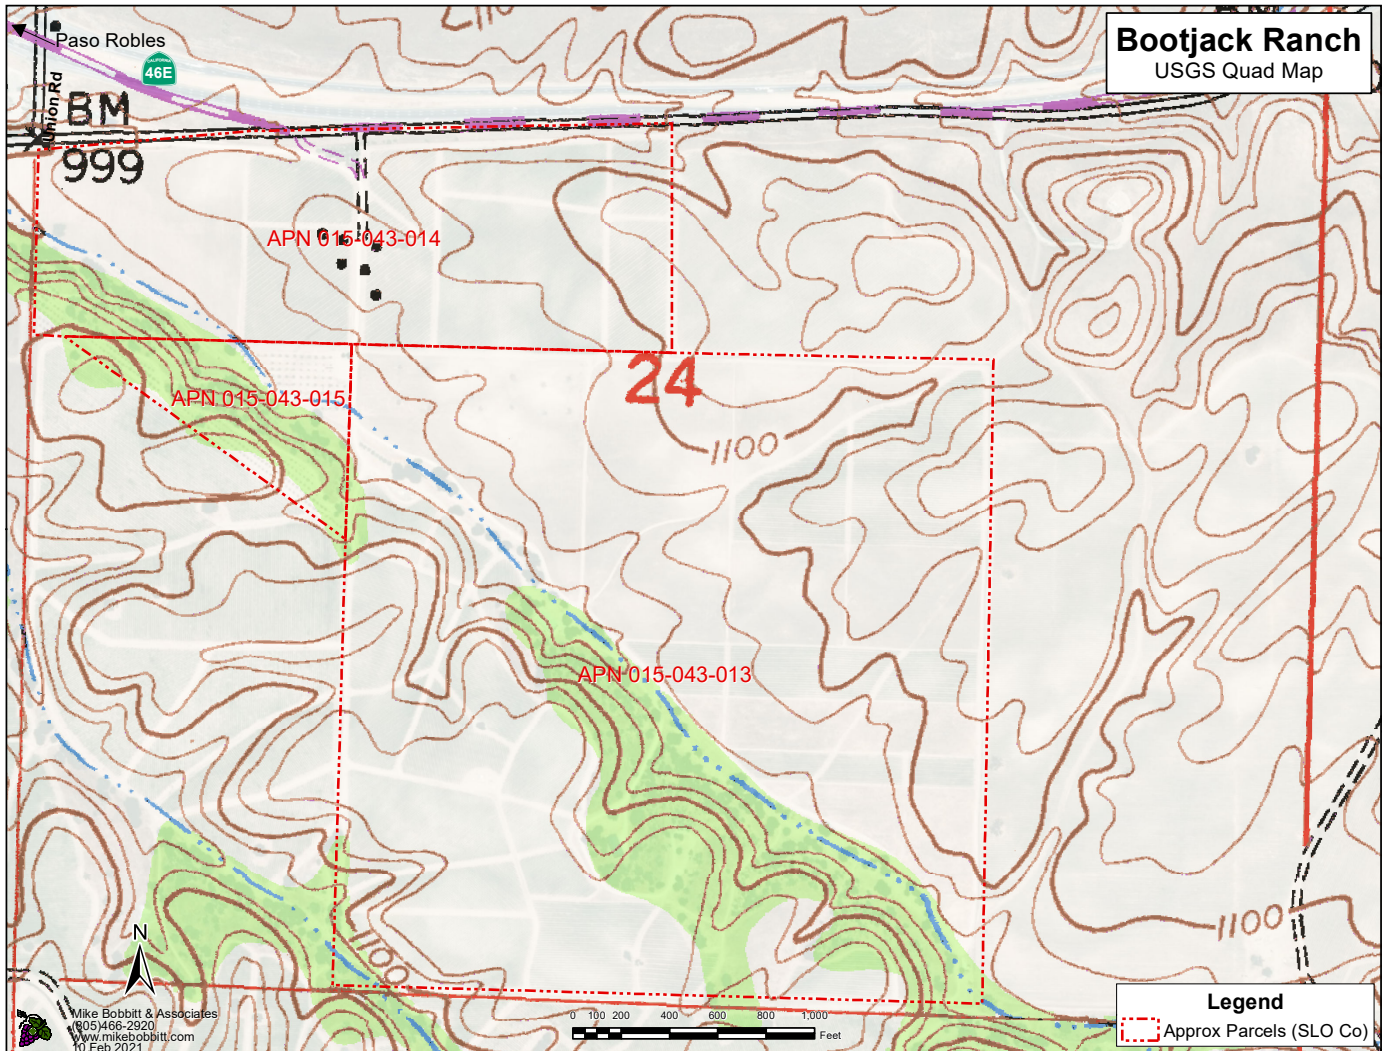 Bootjack Ranch
USGS Quad Map
Paso Robles
CALIFORNIA
46E
Union Rd
BM
999
1100
APN 015-043-014
APN 015-043-015
24
1100
APN 015-043-013
1100
1100
N
Mike Bobbitt & Associates
(805)466-2920
www.mikebobbitt.com
10 Feb 2021
0 100 200 400 600 800 1,000
Feet
Legend
Approx Parcels (SLO Co)